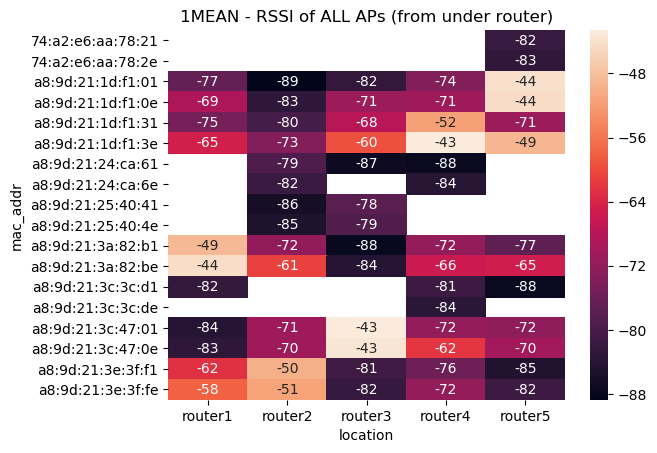 1MEAN - RSSI of ALL APs (from under router)
mac_addr
74:a2:e6:aa:78:21 -82
74:a2:e6:aa:78:2e -83
a8:9d:21:1d:f1:01 -77 -89 -82 -74 -44
a8:9d:21:1d:f1:0e -69 -83 -71 -71 -44
a8:9d:21:1d:f1:31 -75 -80 -68 -52 -71
a8:9d:21:1d:f1:3e -65 -73 -60 -43 -49
a8:9d:21:24:ca:61 -79 -87 -88
a8:9d:21:24:ca:6e -82 -84
a8:9d:21:25:40:41 -86 -78
a8:9d:21:25:40:4e -85 -79
a8:9d:21:3a:82:b1 -49 -72 -88 -72 -77
a8:9d:21:3a:82:be -44 -61 -84 -66 -65
a8:9d:21:3c:3c:d1 -82 -81 -88
a8:9d:21:3c:3c:de -84
a8:9d:21:3c:47:01 -84 -71 -43 -72 -72
a8:9d:21:3c:47:0e -83 -70 -43 -62 -70
a8:9d:21:3e:3f:f1 -62 -50 -81 -76 -85
a8:9d:21:3e:3f:fe -58 -51 -82 -72 -82
router1 router2 router3 router4 router5
location
−48
−56
−64
−72
−80
−88